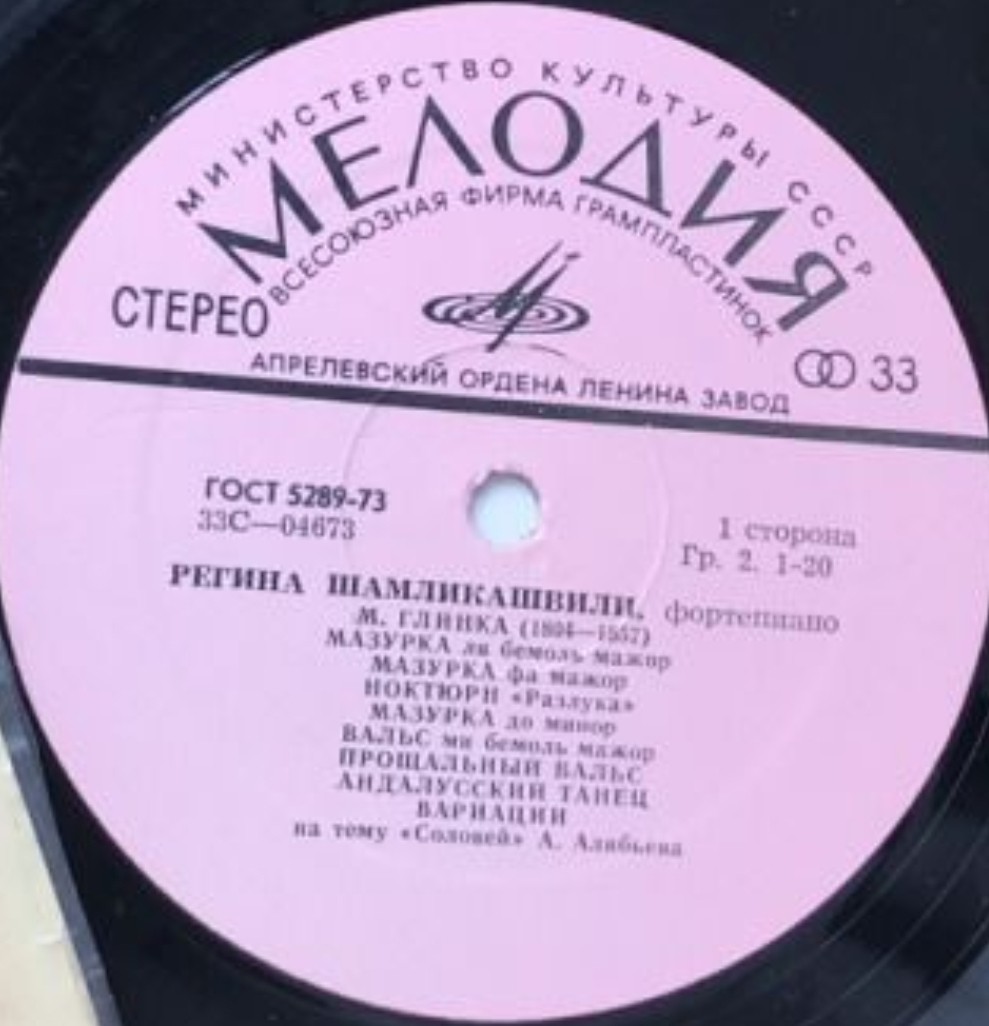 МИНИСТЕРСТВО КУЛЬТУРЫ СССР
МЕЛОДИЯ
ВСЕСОЮЗНАЯ ФИРМА ГРАМПЛАСТИНОК
СТЕРЕО
33
АПРЕЛЕВСКИЙ ОРДЕНА ЛЕНИНА ЗАВОД
ГОСТ 5289-73
33С—04673
1 сторона
Гр. 2. 1-20
РЕГИНА ШАМЛИКАШВИЛИ, фортепиано
М. ГЛИНКА (1804—1857)
МАЗУРКА ля бемоль мажор
МАЗУРКА фа мажор
НОКТЮРН «Разлука»
МАЗУРКА до минор
ВАЛЬС ми бемоль мажор
ПРОЩАЛЬНЫЙ ВАЛЬС
АНДАЛУССКИЙ ТАНЕЦ
ВАРИАЦИИ
на тему «Соловей» А. Алябьева